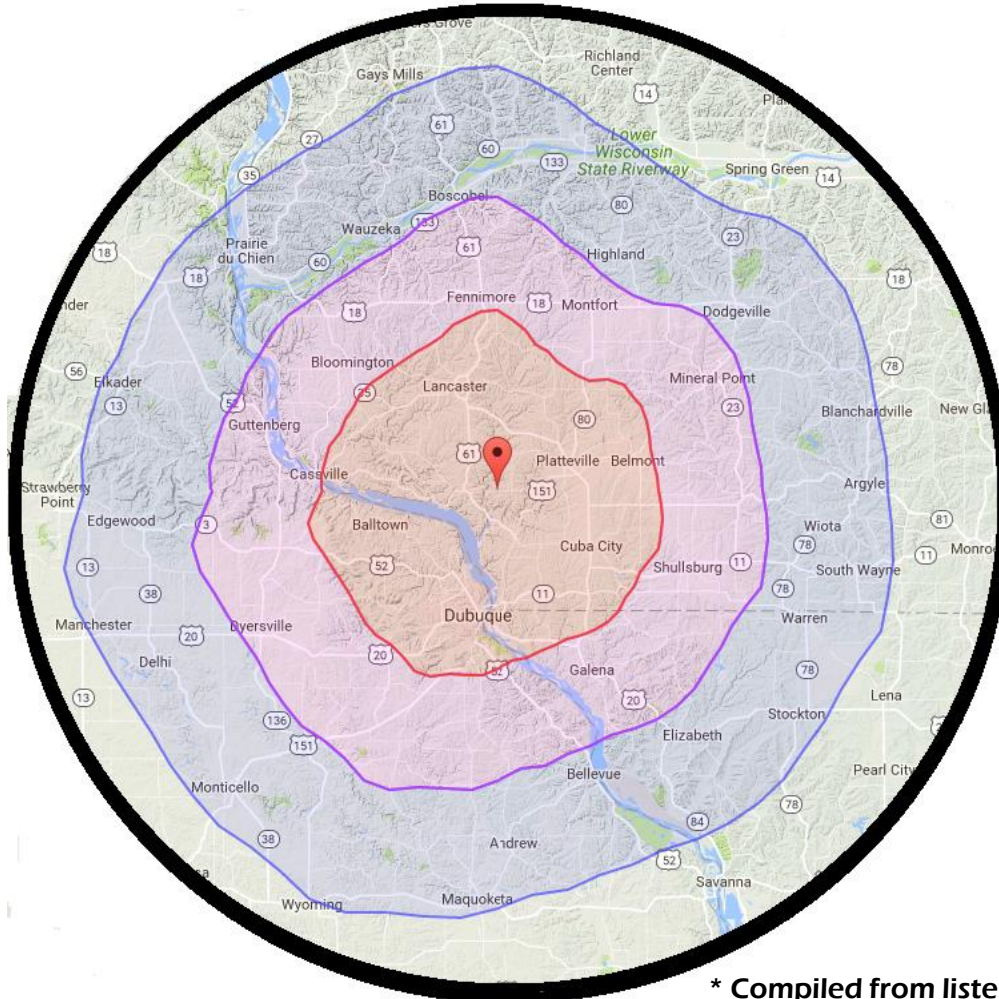 Grove
Richland
Center
Gays Mills
14
61
27
60
133
Lower
Wisconsin
State Riverway
Spring Green
14
35
Boscobel
80
133
Wauzeka
23
18
Prairie
du Chien
61
Highland
60
18
18
Fennimore
18
Montfort
Dodgeville
18
56
Bloomington
78
Elkader
Lancaster
Mineral Point
13
35
52
80
23
Blanchardville
Guttenberg
61
Platteville
Belmont
Cassville
151
Argyle
Strawberry
Point
Edgewood
3
Balltown
Wiota
81
Cuba City
78
11
Monro
13
52
Shullsburg
11
South Wayne
38
11
78
Manchester
Dubuque
Warren
20
Dyersville
Delhi
20
52
Galena
78
13
20
Lena
136
Stockton
151
Elizabeth
Bellevue
Pearl City
Monticello
78
84
38
Andrew
52
Savanna
Wyoming
Maquoketa
* Compiled from liste